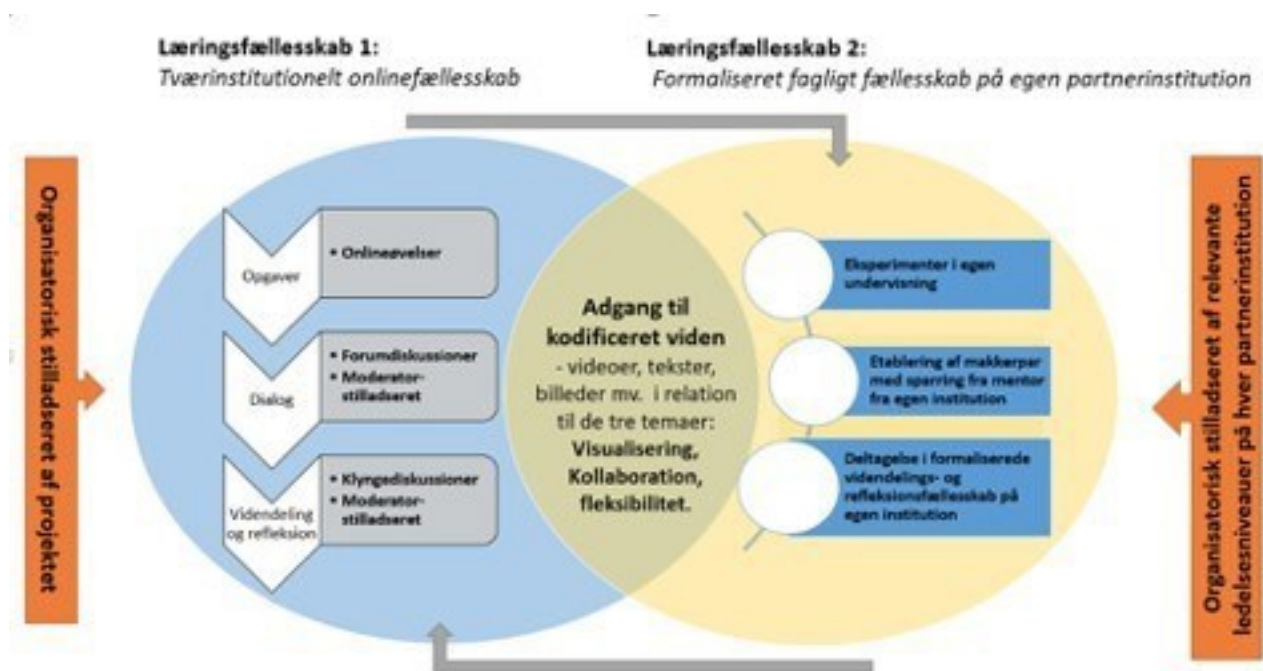 Læringsfællesskab 1:
Tværinstitutionelt onlinefællesskab
Læringsfællesskab 2:
Formaliseret fagligt fællesskab på egen partnerinstitution
Organisatorisk stilladseret af projektet
Opgaver
• Onlineøvelser
Dialog
• Forumdiskussioner
• Moderator-
stilladseret
Videndeling
og refleksion
• Klyngediskussioner
• Moderator-
stilladseret
Adgang til
kodificeret viden
- videoer, tekster,
billeder mv. i relation
til de tre temaer:
Visualisering,
Kollaboration,
fleksibilitet.
Eksperimenter i egen
undervisning
Etablering af makkerpar
med sparring fra mentor
fra egen institution
Deltagelse i formaliserede
videndelings- og
refleksionsfællesskab på
egen institution
Organisatorisk stilladseret af relevante
ledelsesniveauer på hver partnerinstitution